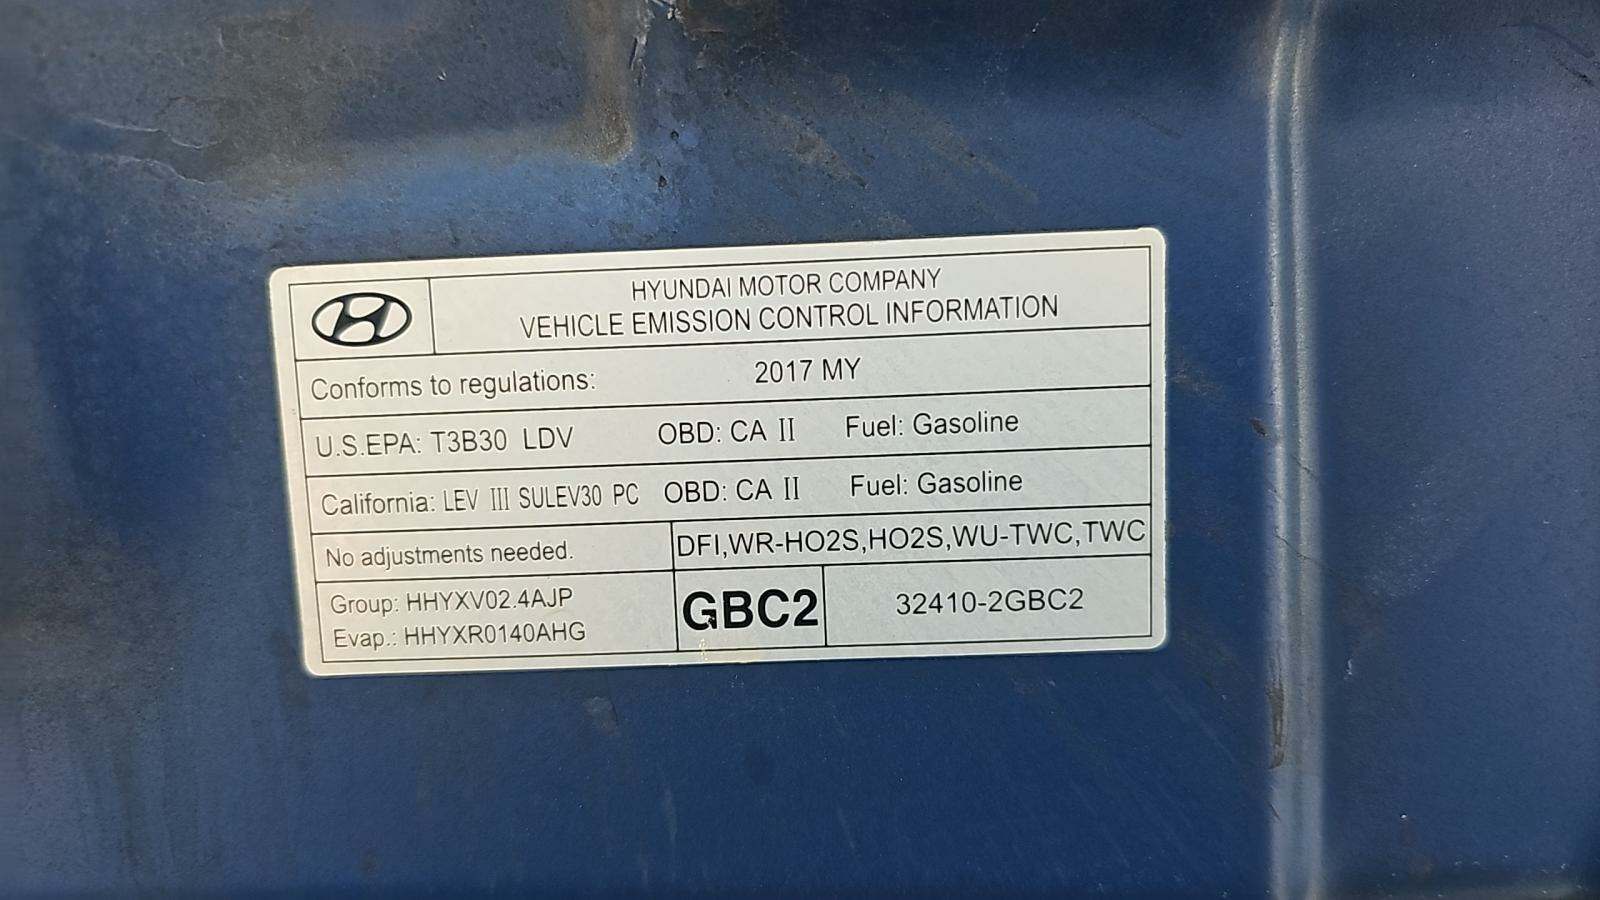 HYUNDAI MOTOR COMPANY
VEHICLE EMISSION CONTROL INFORMATION
Conforms to regulations: 2017 MY
U.S.EPA: T3B30 LDV OBD: CA II Fuel: Gasoline
California: LEV III SULEV30 PC OBD: CA II Fuel: Gasoline
No adjustments needed. DFI,WR-HO2S,HO2S,WU-TWC,TWC
Group: HHYXV02.4AJP
Evap.: HHYXR0140AHG
GBC2 32410-2GBC2